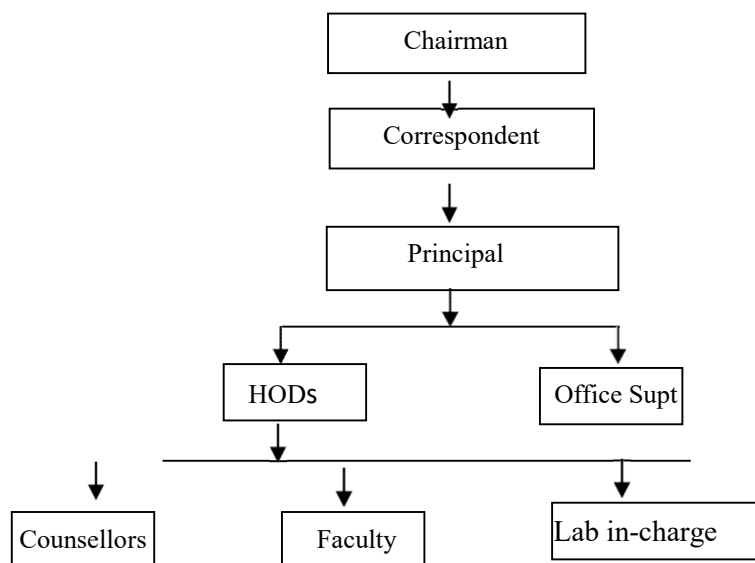 Chairman
Correspondent
Principal
HODs
Office Supt
Counsellors
Faculty
Lab in-charge